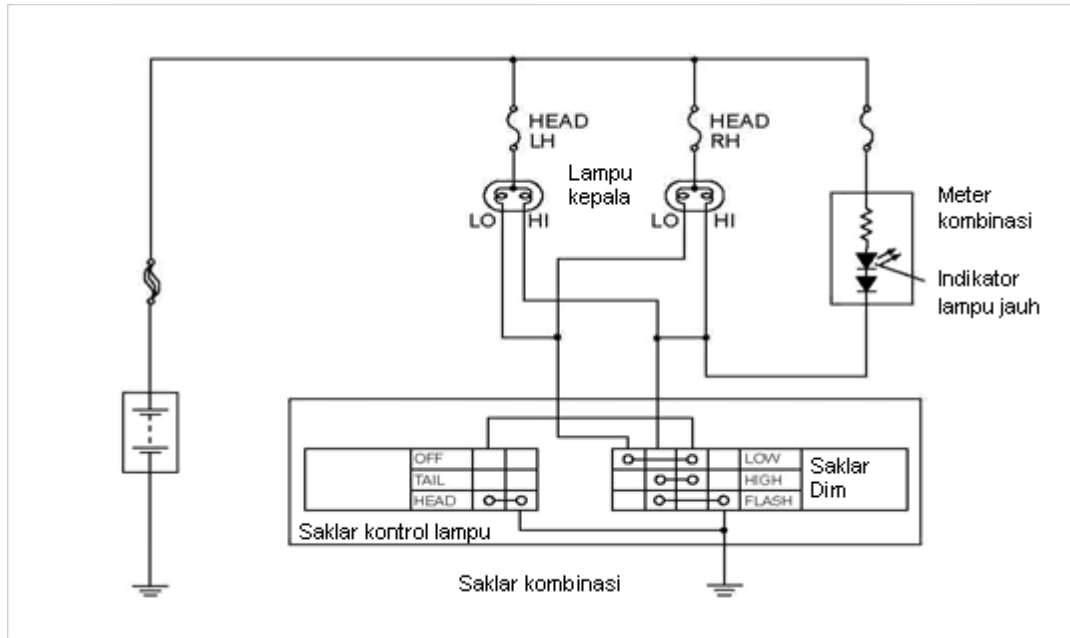 HEAD
LH
HEAD
RH
Lampu
kepala
LO
HI
LO
HI
Meter
kombinasi
Indikator
lampu jauh
OFF
TAIL
HEAD
LOW
HIGH
FLASH
Saklar
Dim
Saklar kontrol lampu
Saklar kombinasi